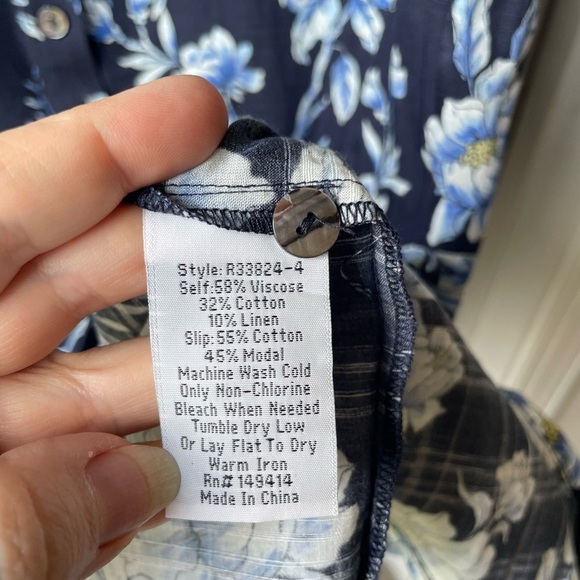 Style: R33824-4
Self:58% Viscose
32% Cotton
10% Linen
Slip:55% Cotton
45% Modal
Machine Wash Cold
Only Non-Chlorine
Bleach When Needed
Tumble Dry Low
Or Lay Flat To Dry
Warm Iron
Rn# 149414
Made In China